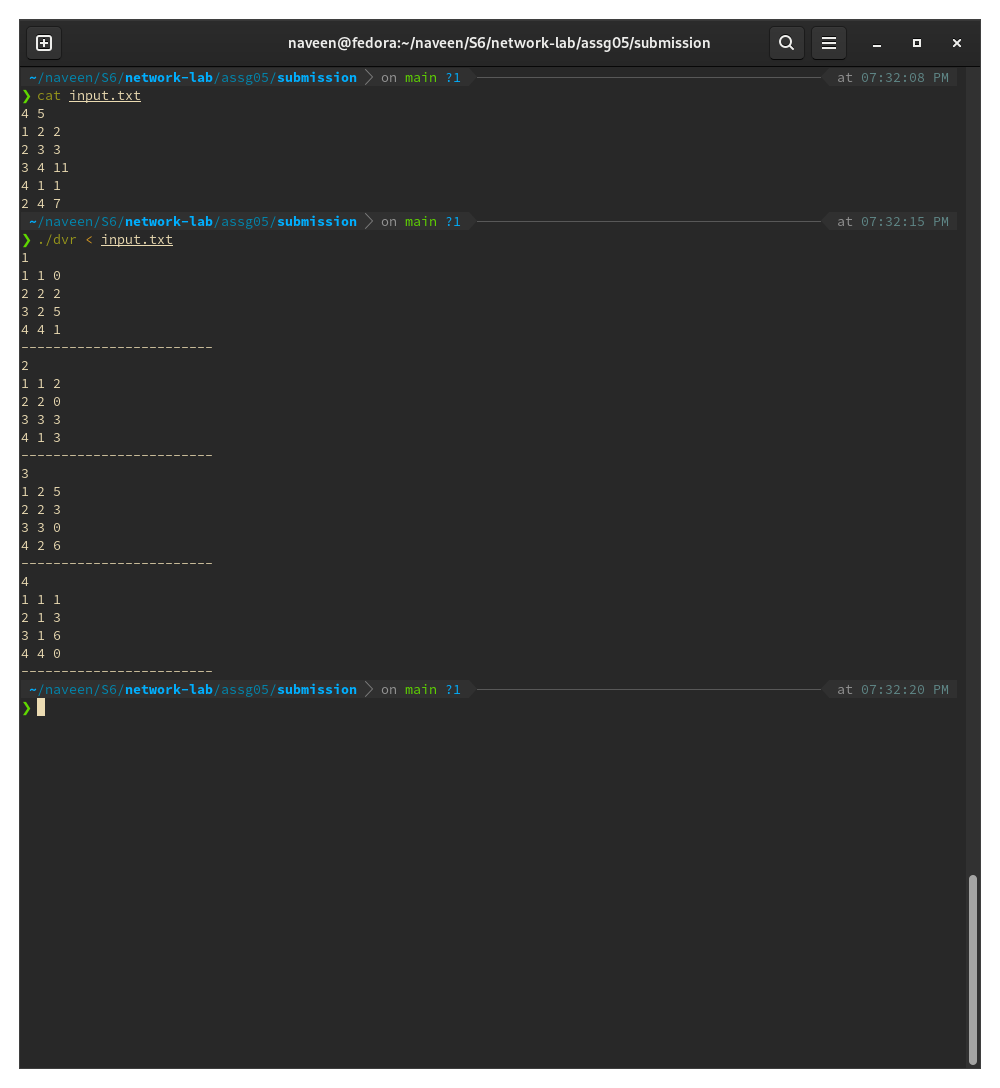 naveen@fedora:~/naveen/S6/network-lab/assg05/submission
~/naveen/S6/network-lab/assg05/submission on main ?1 at 07:32:08 PM
❯ cat input.txt
4 5
1 2 2
2 3 3
3 4 11
4 1 1
2 4 7
~/naveen/S6/network-lab/assg05/submission on main ?1 at 07:32:15 PM
❯ ./dvr < input.txt
1
1 1 0
2 2 2
3 2 5
4 4 1
------------------------
2
1 1 2
2 2 0
3 3 3
4 1 3
------------------------
3
1 2 5
2 2 3
3 3 0
4 2 6
------------------------
4
1 1 1
2 1 3
3 1 6
4 4 0
------------------------
~/naveen/S6/network-lab/assg05/submission on main ?1 at 07:32:20 PM
❯